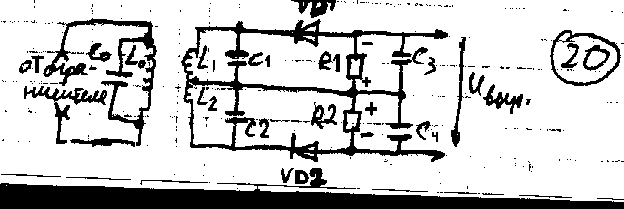 VD1
C0 L0
от огра-
ничителя
L1
C1
R1
C3
20
L2
C2
R2
C4
Uвых.
VD2
- +
+ -